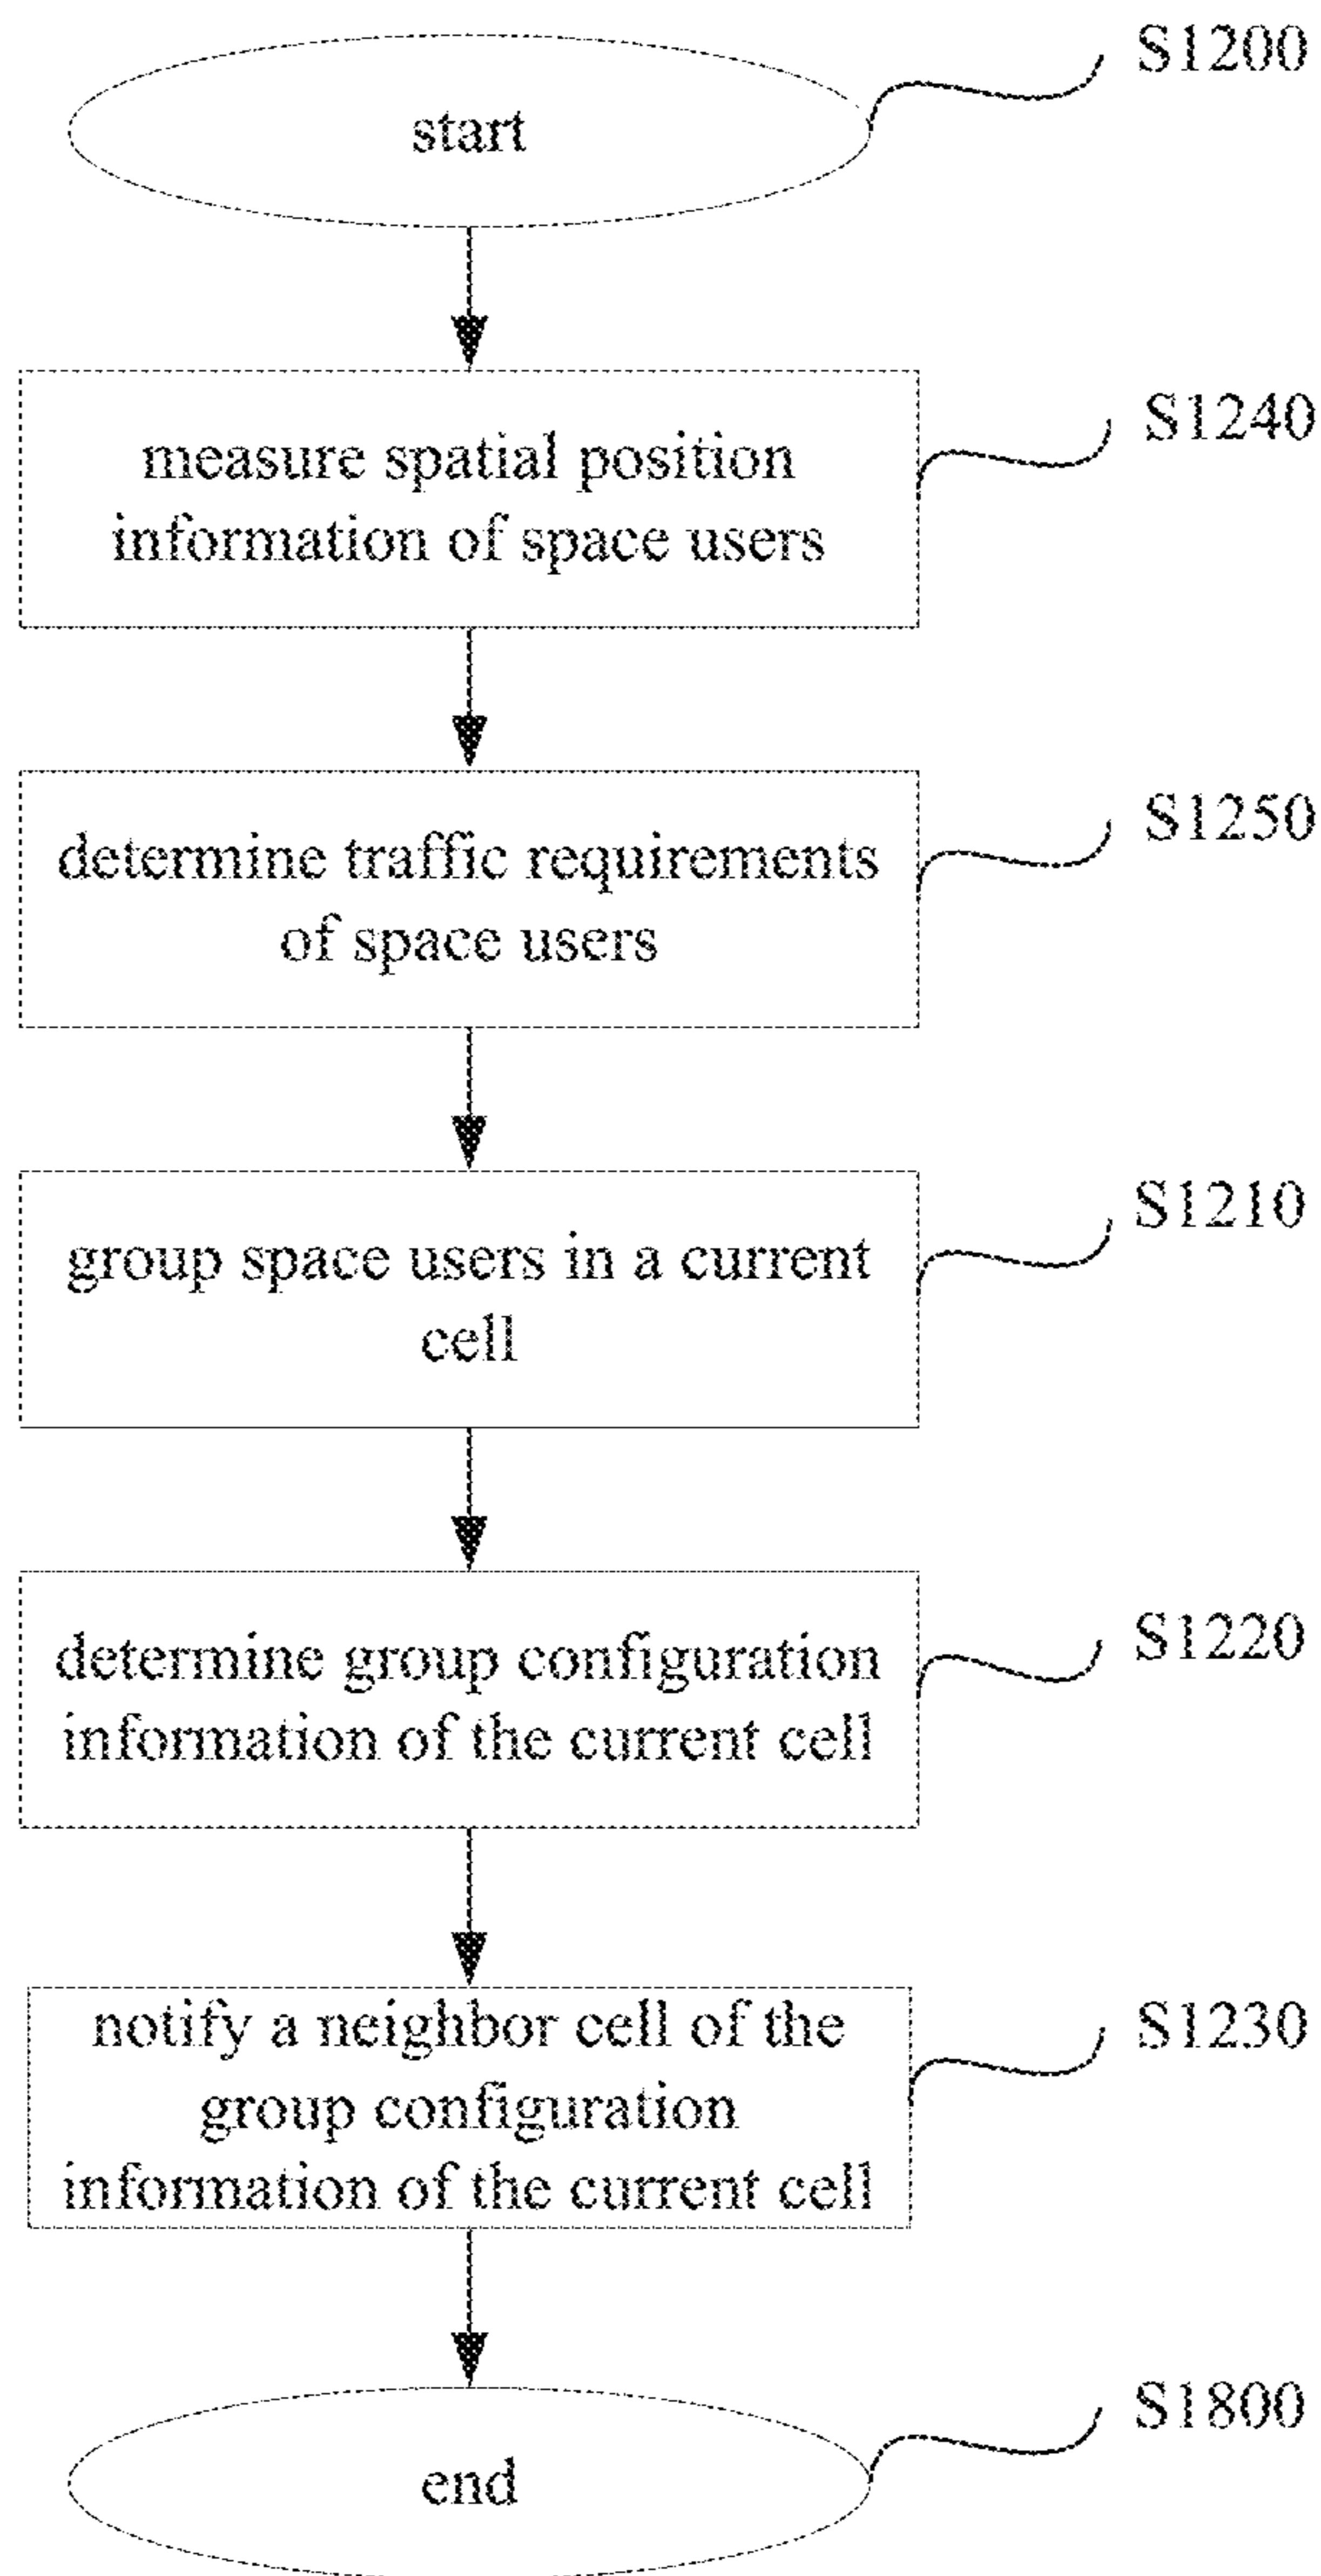 S1200
start
S1240
measure spatial position
information of space users
S1250
determine traffic requirements
of space users
S1210
group space users in a current
cell
S1220
determine group configuration
information of the current cell
S1230
notify a neighbor cell of the
group configuration
information of the current cell
S1800
end